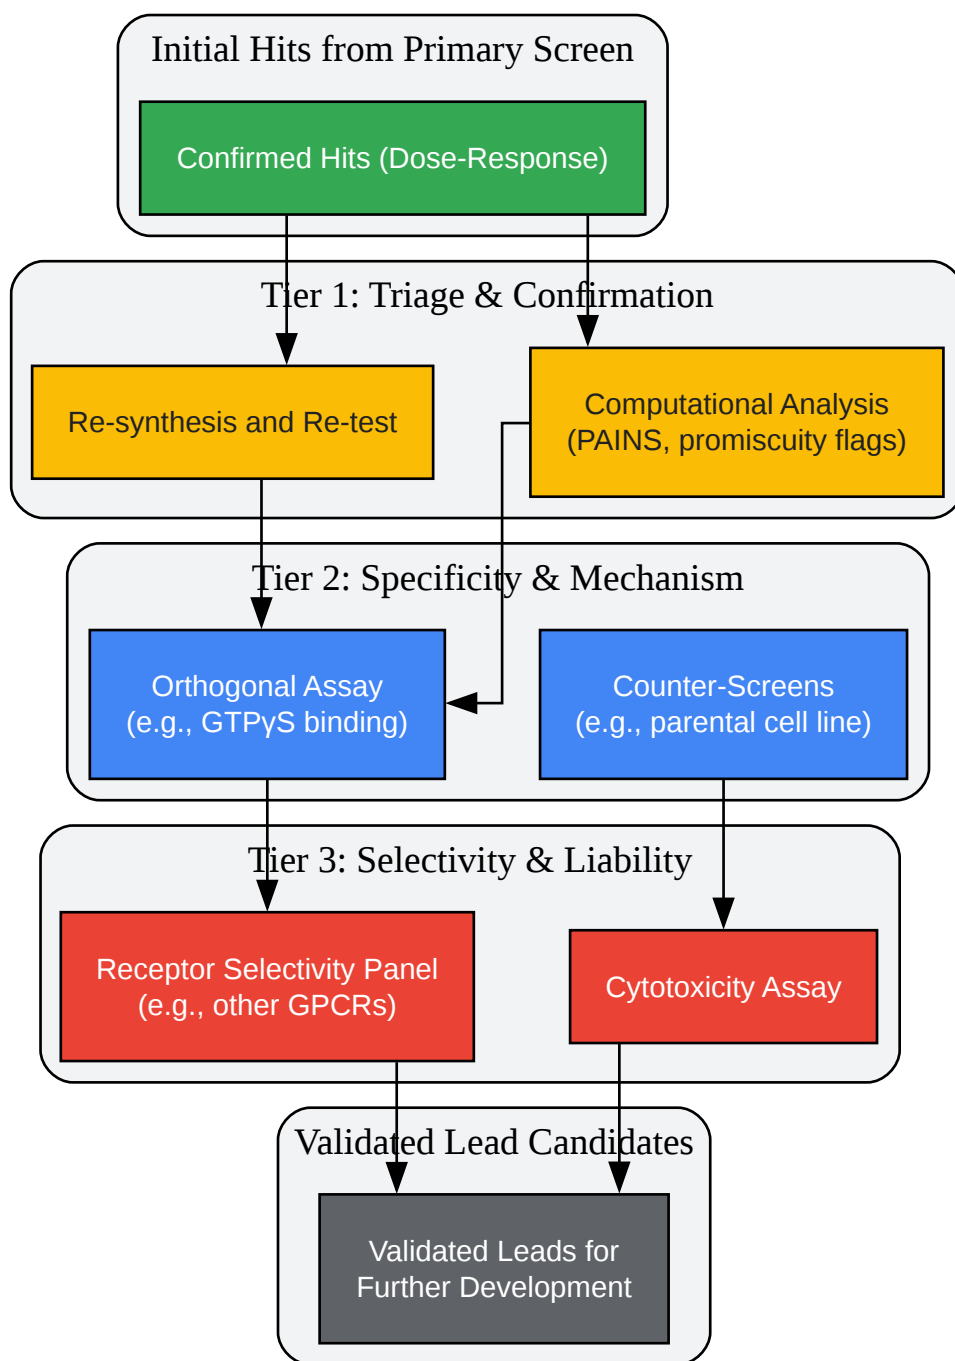 Initial Hits from Primary Screen
Confirmed Hits (Dose-Response)
Tier 1: Triage & Confirmation
Re-synthesis and Re-test
Computational Analysis
(PAINS, promiscuity flags)
Tier 2: Specificity & Mechanism
Orthogonal Assay
(e.g., GTPγS binding)
Counter-Screens
(e.g., parental cell line)
Tier 3: Selectivity & Liability
Receptor Selectivity Panel
(e.g., other GPCRs)
Cytotoxicity Assay
Validated Lead Candidates
Validated Leads for
Further Development